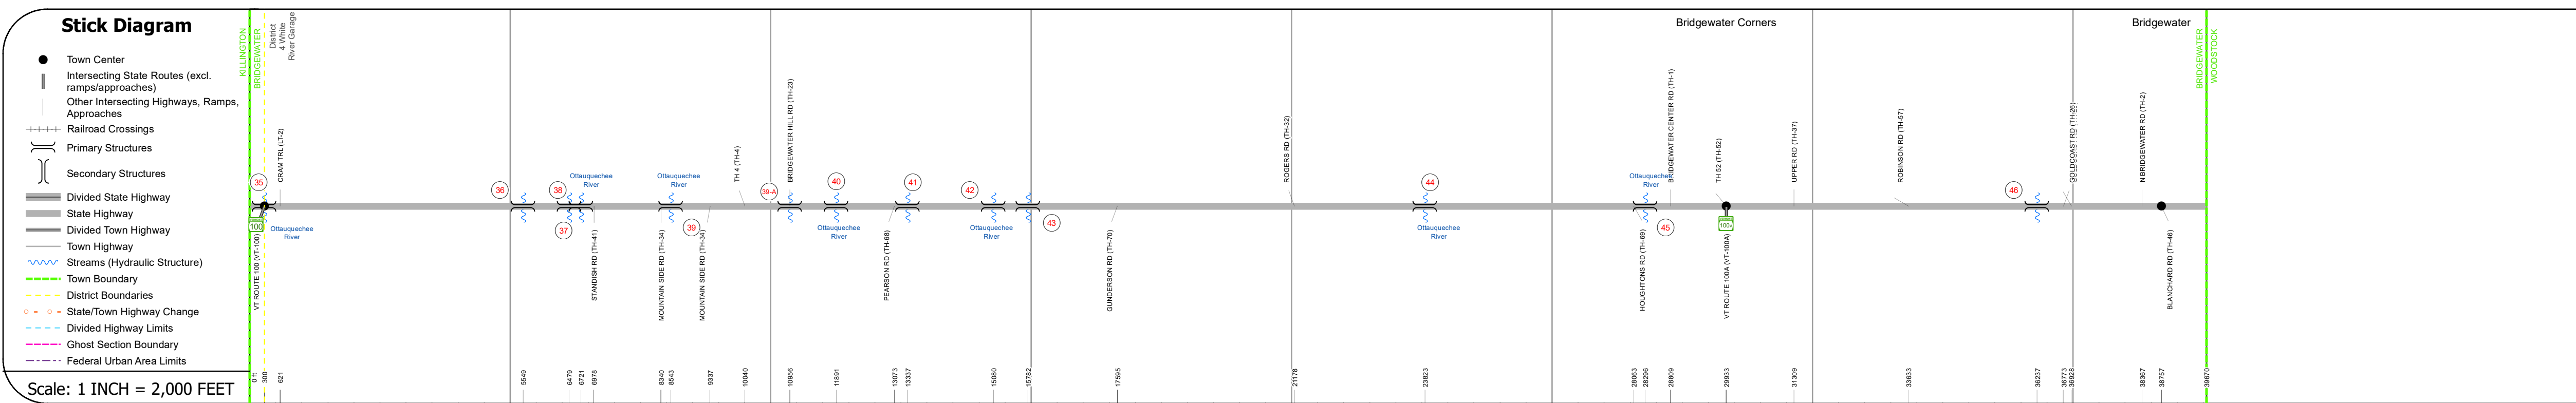 Stick Diagram
Town Center
Intersecting State Routes (excl.
ramps/approaches)
Other Intersecting Highways, Ramps,
Approaches
Railroad Crossings
Primary Structures
Secondary Structures
Divided State Highway
State Highway
Divided Town Highway
Town Highway
Streams (Hydraulic Structure)
Town Boundary
District Boundaries
State/Town Highway Change
Divided Highway Limits
Ghost Section Boundary
Federal Urban Area Limits
Scale: 1 INCH = 2,000 FEET
KILLINGTON
BRIDGEWATER
District
4 White
River Garage
Bridgewater Corners
Bridgewater
BRIDGEWATER
WOODSTOCK
CRAM TRL (LT-2)
TH 4 (TH-4)
BRIDGEWATER HILL RD (TH-23)
ROGERS RD (TH-32)
BRIDGEWATER CENTER RD (TH-1)
TH 52 (TH-52)
UPPER RD (TH-37)
ROBINSON RD (TH-57)
GOLDCOAST RD (TH-26)
N BRIDGEWATER RD (TH-2)
35
36
38
Ottauquechee
River
Ottauquechee
River
39-A
40
41
42
44
Ottauquechee
River
46
100
Ottauquechee
River
37
39
Ottauquechee
River
Ottauquechee
River
43
Ottauquechee
River
45
100A
VT ROUTE 100 (VT-100)
STANDISH RD (TH-41)
MOUNTAIN SIDE RD (TH-34)
MOUNTAIN SIDE RD (TH-34)
PEARSON RD (TH-68)
GUNDERSON RD (TH-70)
HOUGHTONS RD (TH-69)
VT ROUTE 100A (VT-100A)
BLANCHARD RD (TH-46)
0 ft
300
621
5549
6479
6721
6978
8340
8543
9337
10040
10956
11891
13073
13337
15080
15782
17595
21178
23823
28063
28296
28809
29933
31309
33633
36237
36773
36928
38367
38757
39670